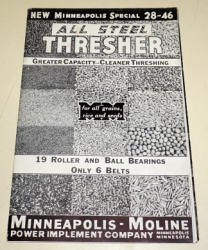 NEW MINNEAPOLIS SPECIAL 28-46
ALL STEEL
THRESHER
GREATER CAPACITY-CLEANER THRESHING
for all grains,
rice and seeds
19 ROLLER AND BALL BEARINGS
ONLY 6 BELTS
MINNEAPOLIS-MOLINE
POWER IMPLEMENT COMPANY MINNEAPOLIS
MINNESOTA